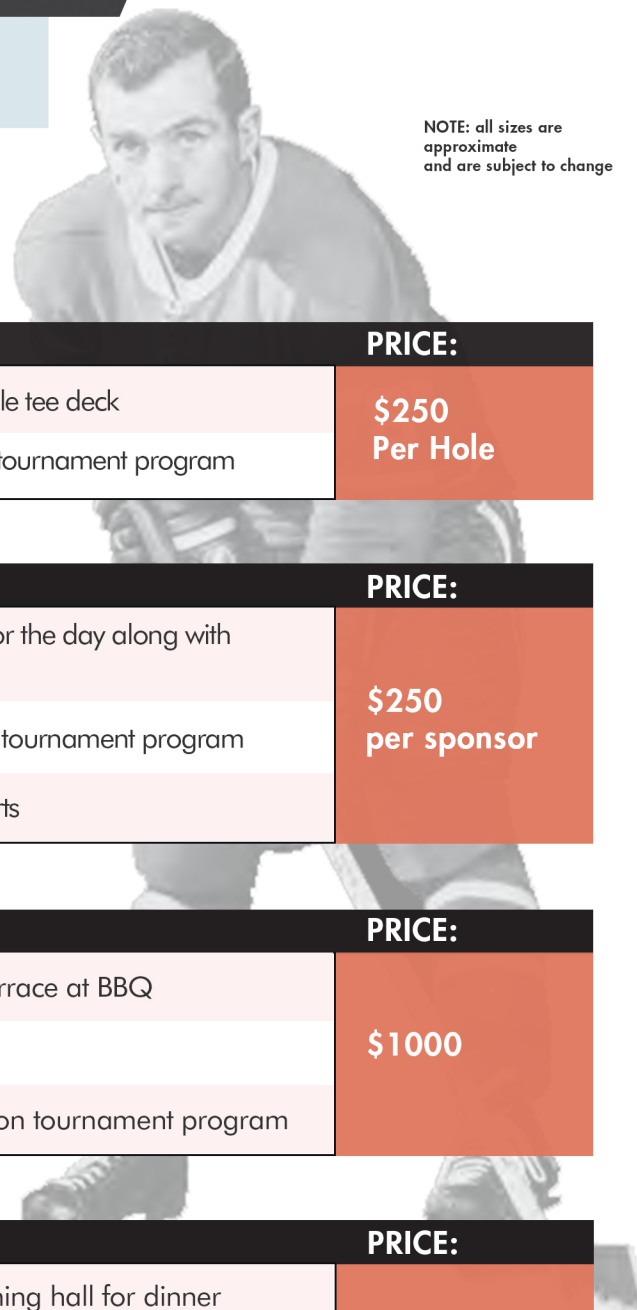 NOTE: all sizes are
approximate
and are subject to change
PRICE:
le tee deck
$250
Per Hole
tournament program
PRICE:
or the day along with
$250
per sponsor
tournament program
rts
PRICE:
rrace at BBQ
$1000
on tournament program
PRICE:
ning hall for dinner